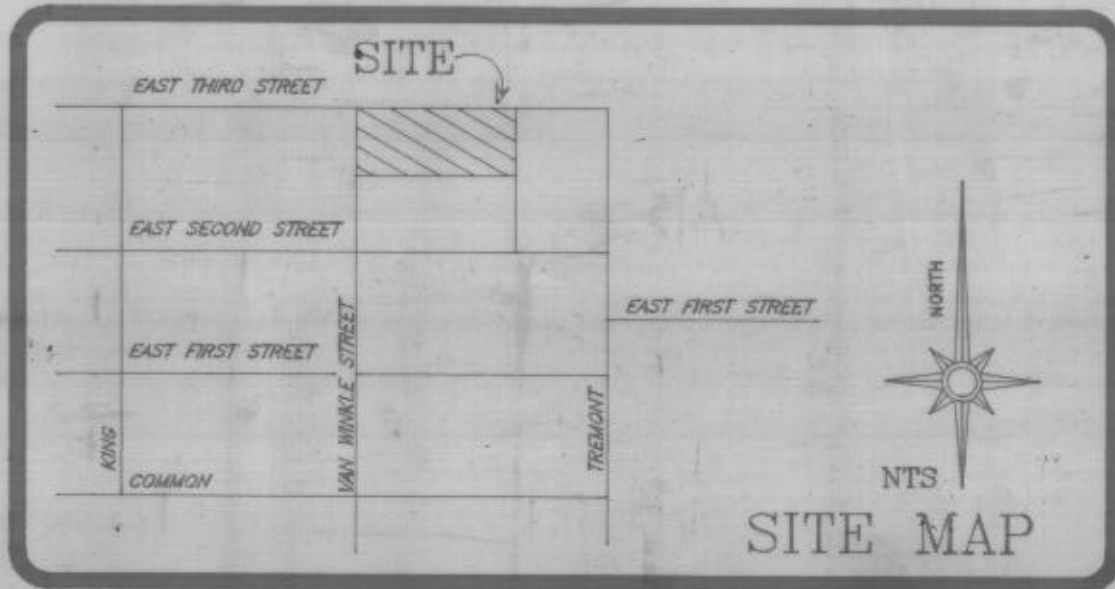 SITE
EAST THIRD STREET
EAST SECOND STREET
EAST FIRST STREET
NORTH
EAST FIRST STREET
VAN WINKLE STREET
TREMONT
KING
COMMON
NTS
SITE MAP